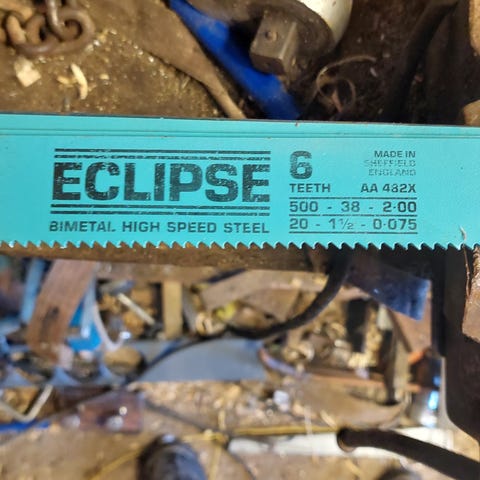 ECLIPSE
BIMETAL HIGH SPEED STEEL
6
TEETH
MADE IN
SHEFFIELD
ENGLAND
AA 432X
500 - 38 - 2·00
20 - 1½ - 0·075